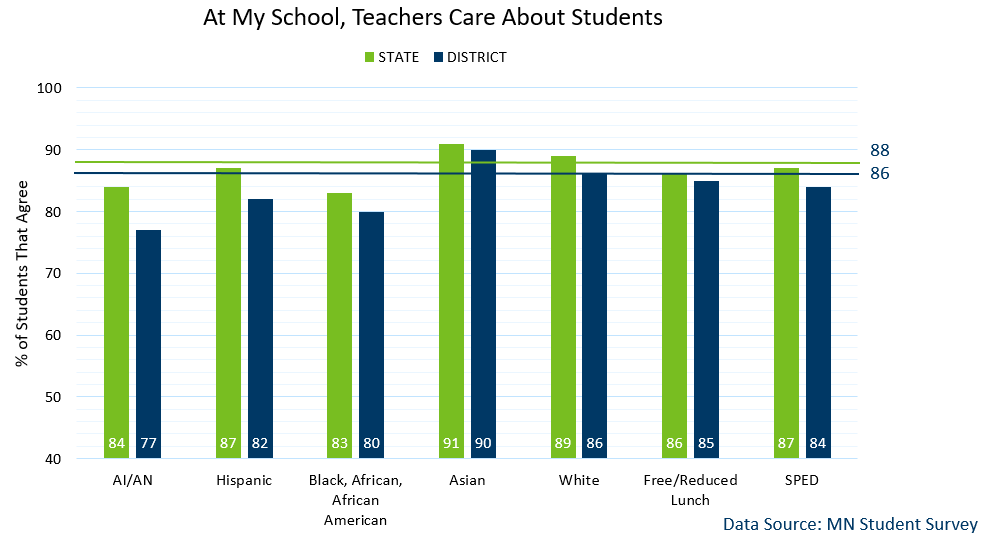 At My School, Teachers Care About Students
STATE DISTRICT
% of Students That Agree
100
90
80
70
60
50
40
88
86
84 77 87 82 83 80 91 90 89 86 86 85 87 84
AI/AN Hispanic Black, African, Asian White Free/Reduced SPED
African Lunch
American
Data Source: MN Student Survey